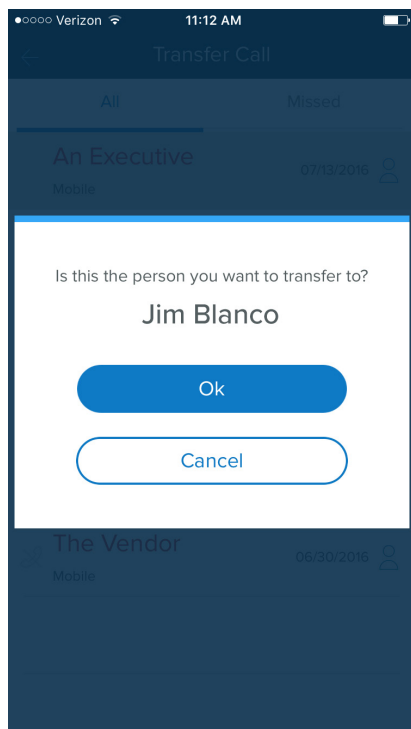 Verizon 11:12 AM
Transfer Call
All Missed
An Executive 07/13/2016
Mobile
Is this the person you want to transfer to?
Jim Blanco
Ok
Cancel
The Vendor 06/30/2016
Mobile